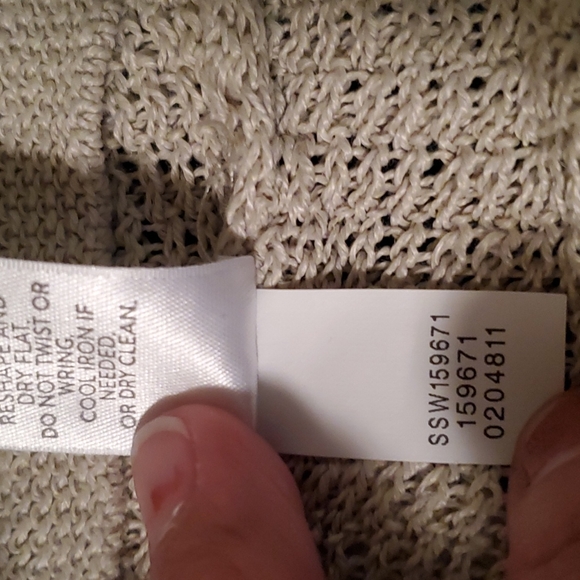 RESHAPE AND
DRY FLAT.
DO NOT TWIST OR
WRING.
COOL IRON IF
NEEDED,
OR DRY CLEAN.
SSW159671
159671
0204811